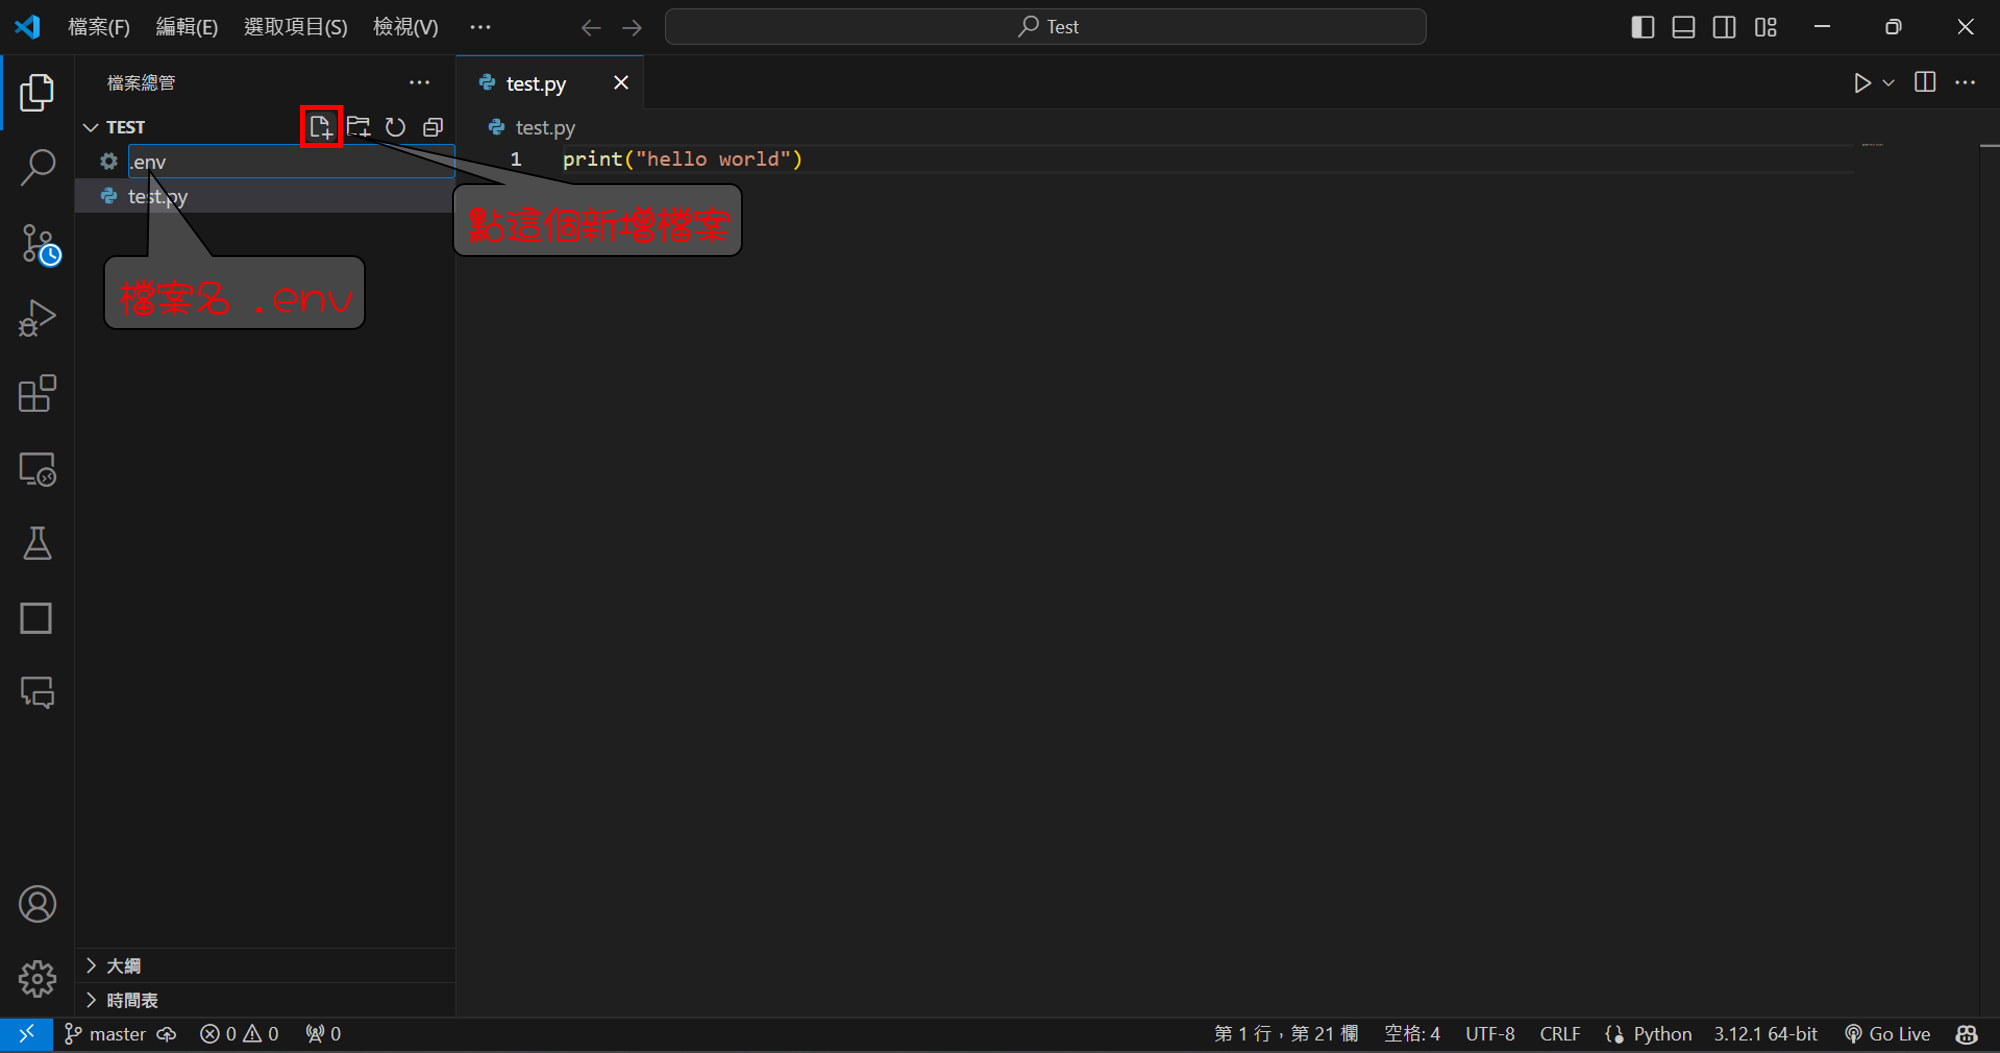 檔案(F) 編輯(E) 選取項目(S) 檢視(V) ··· Test
檔案總管 ···
test.py
TEST
test.py
.env
1 print("hello world")
test.py
點這個新增檔案
檔案名 .env
大綱
時間表
master 0 0 0 第 1 行，第 21 欄 空格: 4 UTF-8 CRLF Python 3.12.1 64-bit Go Live